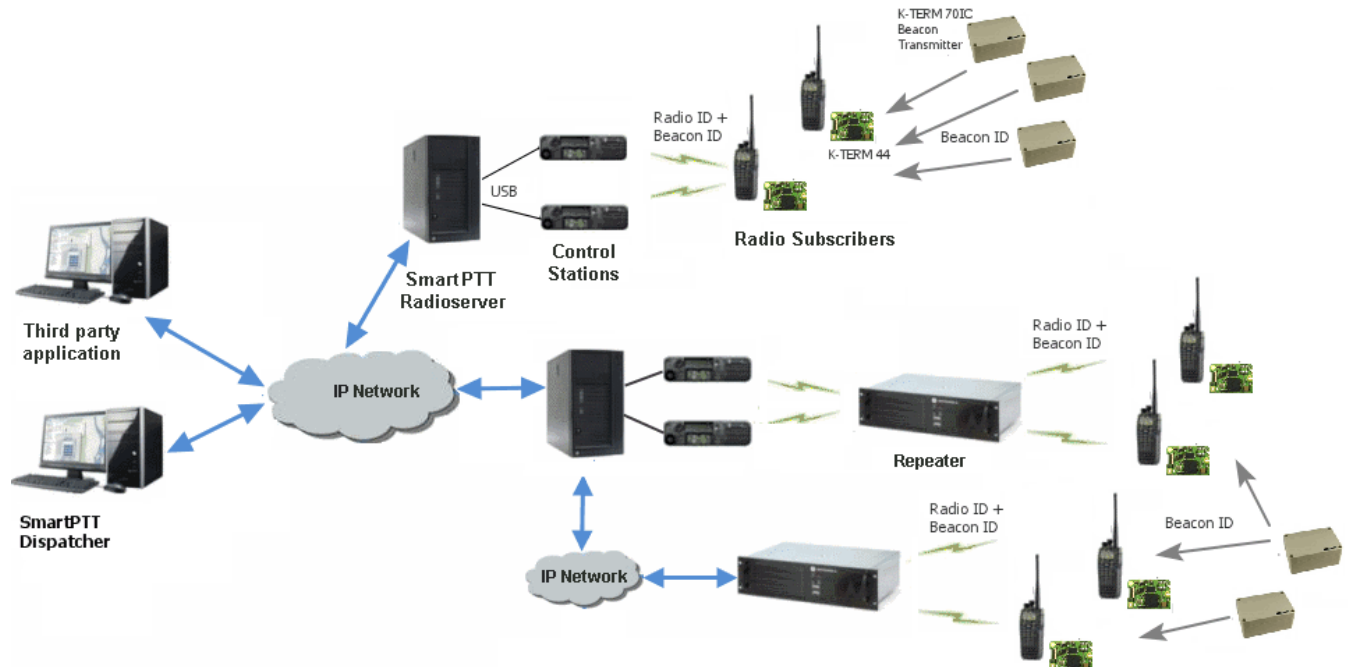 K-TERM 70IC
Beacon
Transmitter
Radio ID +
Beacon ID
K-TERM 44
Beacon ID
USB
Radio Subscribers
Control
Stations
SmartPTT
Radioserver
Third party
application
IP Network
Radio ID +
Beacon ID
Repeater
SmartPTT
Dispatcher
Radio ID +
Beacon ID
Beacon ID
IP Network